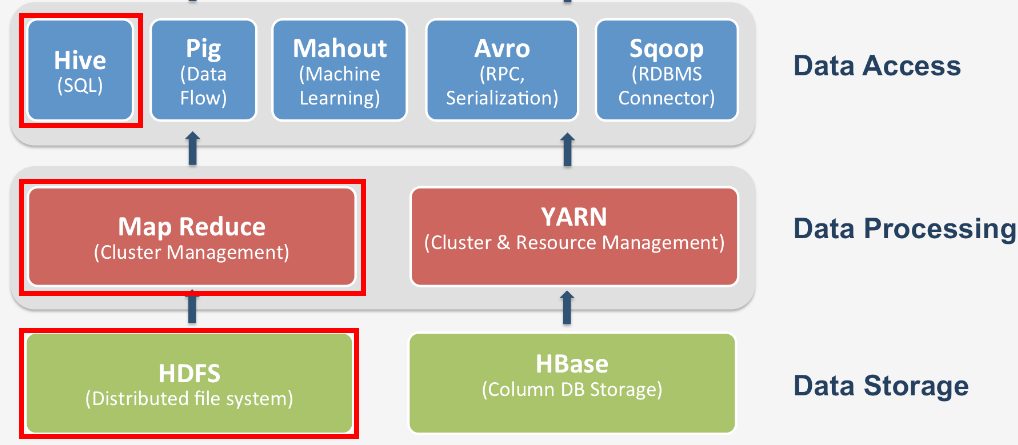 Hive
(SQL)
Pig
(Data
Flow)
Mahout
(Machine
Learning)
Avro
(RPC,
Serialization)
Sqoop
(RDBMS
Connector)
Data Access
Map Reduce
(Cluster Management)
YARN
(Cluster & Resource Management)
Data Processing
HDFS
(Distributed file system)
HBase
(Column DB Storage)
Data Storage